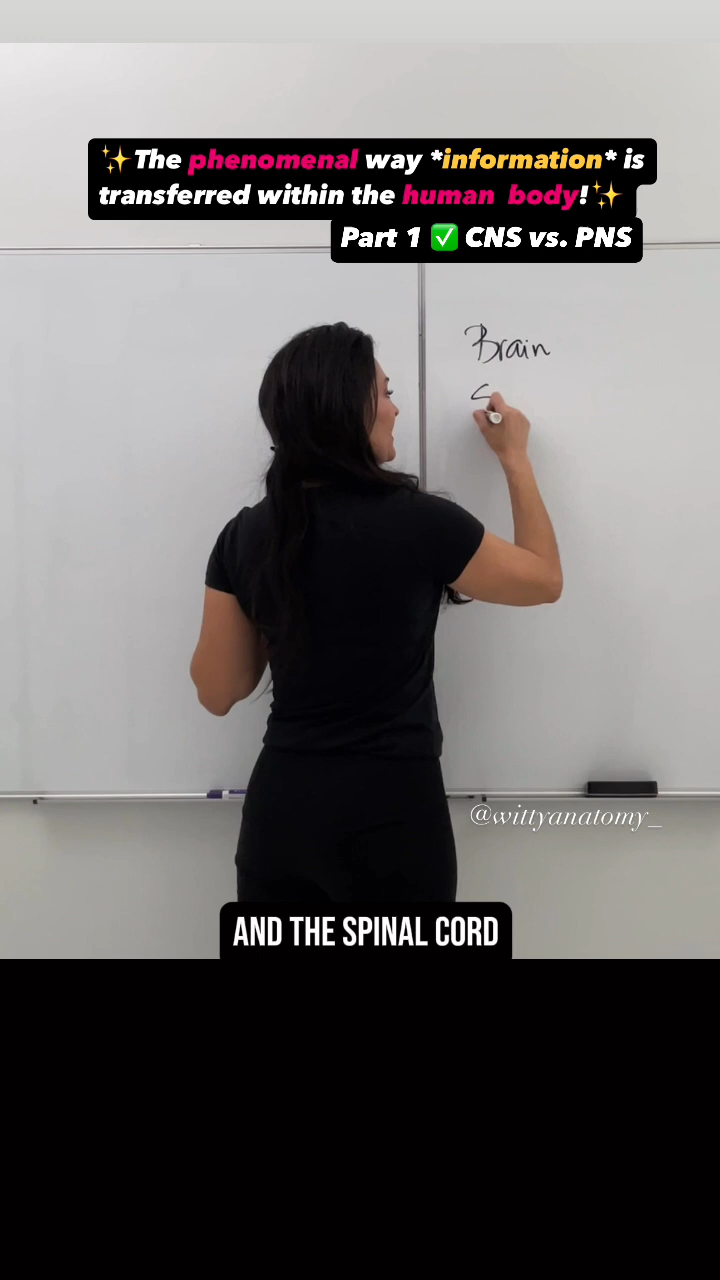 ✨The phenomenal way *information* is
transferred within the human body!✨
Part 1 ✅ CNS vs. PNS
Brain
S
@wittyanatomy_
AND THE SPINAL CORD